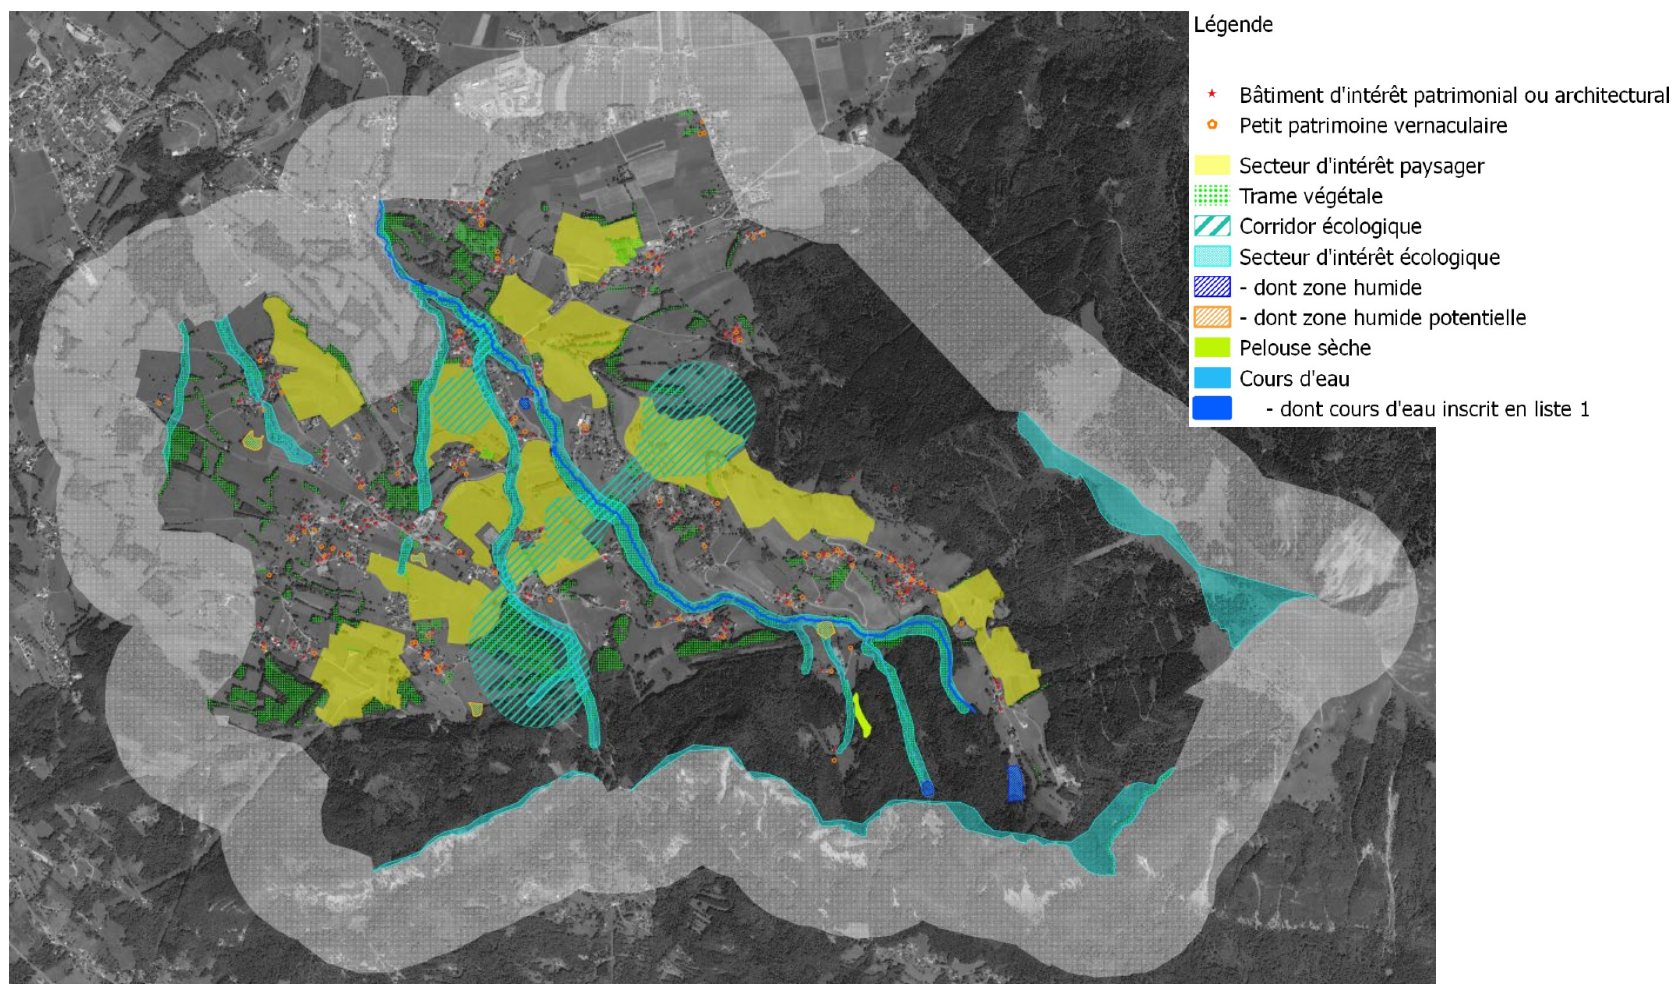 Légende
Bâtiment d'intérêt patrimonial ou architectural
Petit patrimoine vernaculaire
Secteur d'intérêt paysager
Trame végétale
Corridor écologique
Secteur d'intérêt écologique
- dont zone humide
- dont zone humide potentielle
Pelouse sèche
Cours d'eau
- dont cours d'eau inscrit en liste 1